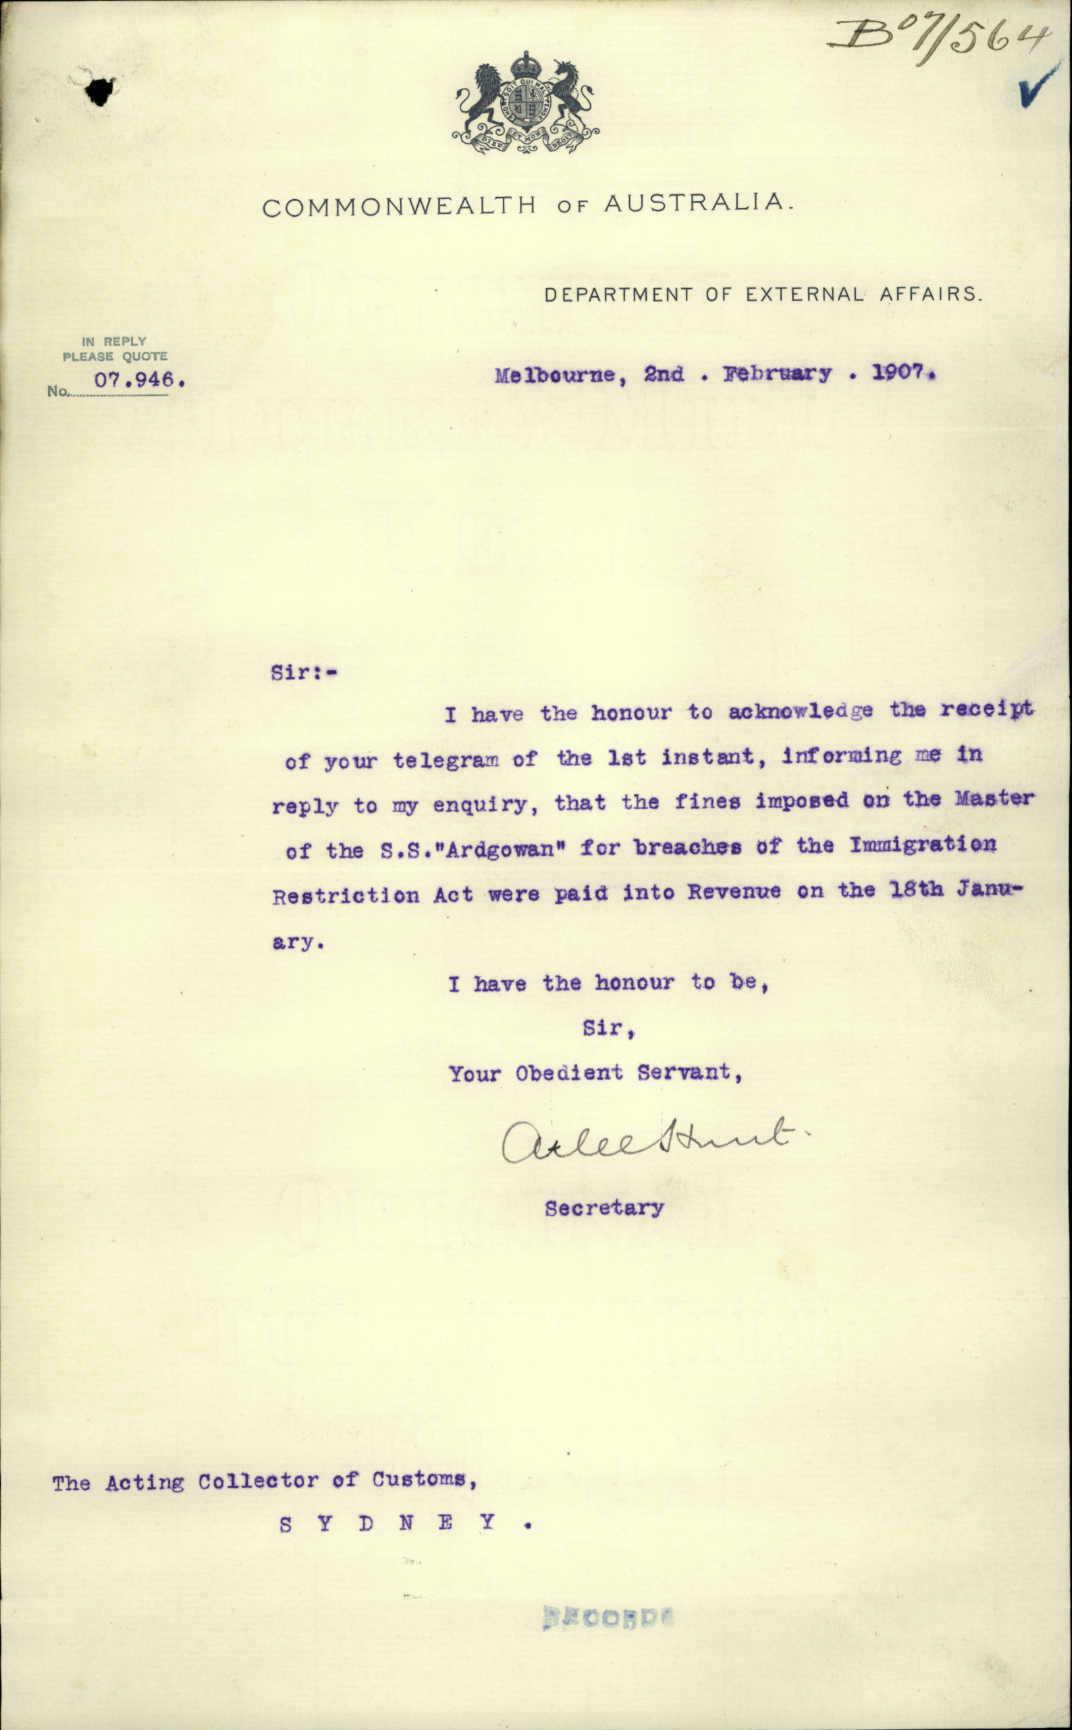 B07/564
COMMONWEALTH OF AUSTRALIA.
DEPARTMENT OF EXTERNAL AFFAIRS.
IN REPLY
PLEASE QUOTE
No. 07.946.
Melbourne, 2nd . February . 1907.
Sir:-
I have the honour to acknowledge the receipt
of your telegram of the 1st instant, informing me in
reply to my enquiry, that the fines imposed on the Master
of the S.S."Ardgowan" for breaches of the Immigration
Restriction Act were paid into Revenue on the 18th Janu-
ary.
I have the honour to be,
Sir,
Your Obedient Servant,
Atlee Hunt.
Secretary
The Acting Collector of Customs,
S Y D N E Y .
RECORDS